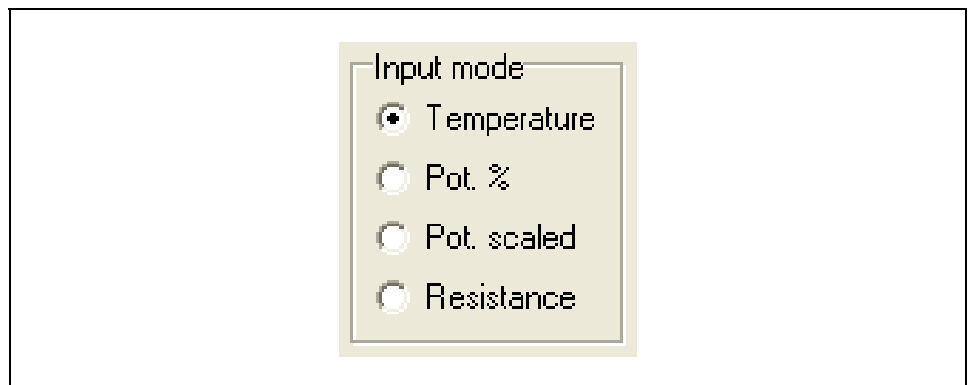 Input mode
Temperature
Pot. %
Pot. scaled
Resistance